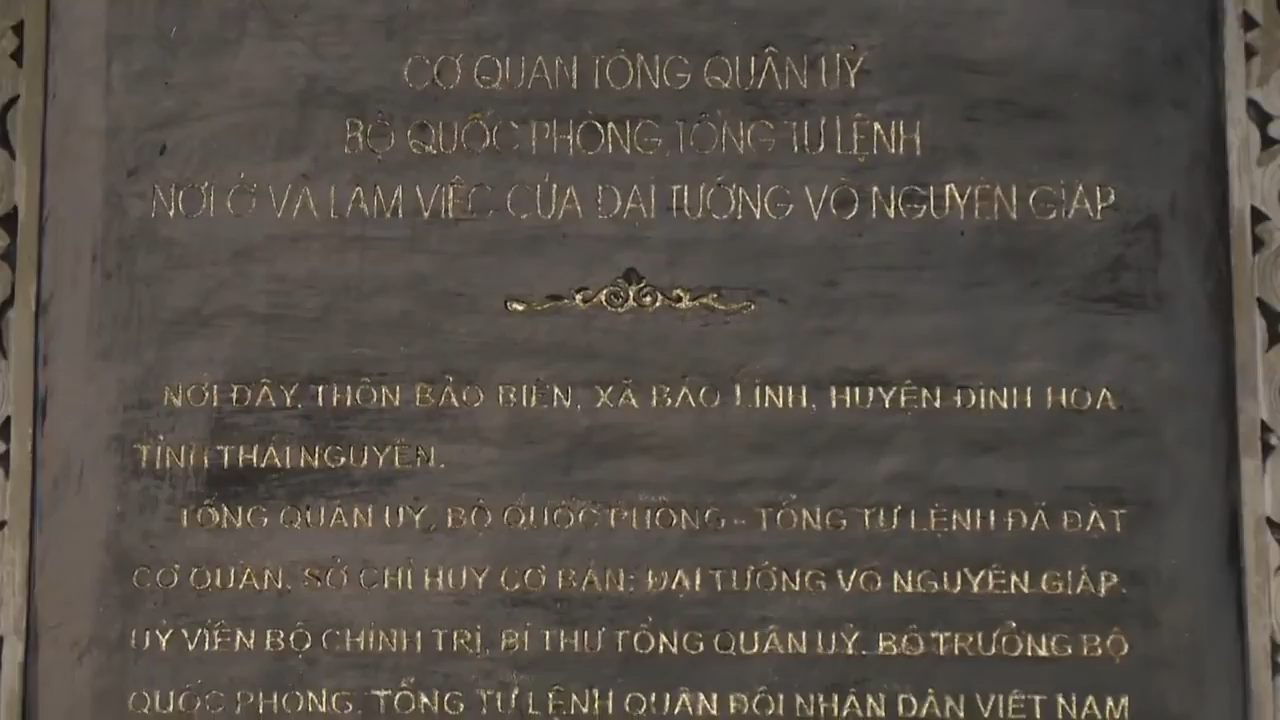 CƠ QUAN TỔNG QUÂN UỶ
BỘ QUỐC PHÒNG, TỔNG TƯ LỆNH
NƠI Ở VÀ LÀM VIỆC CỦA ĐẠI TƯỚNG VÕ NGUYÊN GIÁP
NƠI ĐÂY, THÔN BẢO BIÊN, XÃ BẢO LINH, HUYỆN ĐỊNH HÓA,
TỈNH THÁI NGUYÊN.
TỔNG QUÂN UỶ, BỘ QUỐC PHÒNG - TỔNG TƯ LỆNH ĐÃ ĐẶT
CƠ QUAN, SỞ CHỈ HUY CƠ BẢN; ĐẠI TƯỚNG VÕ NGUYÊN GIÁP,
UỶ VIÊN BỘ CHÍNH TRỊ, BÍ THƯ TỔNG QUÂN UỶ, BỘ TRƯỞNG BỘ
QUỐC PHÒNG, TỔNG TƯ LỆNH QUÂN ĐỘI NHÂN DÂN VIỆT NAM